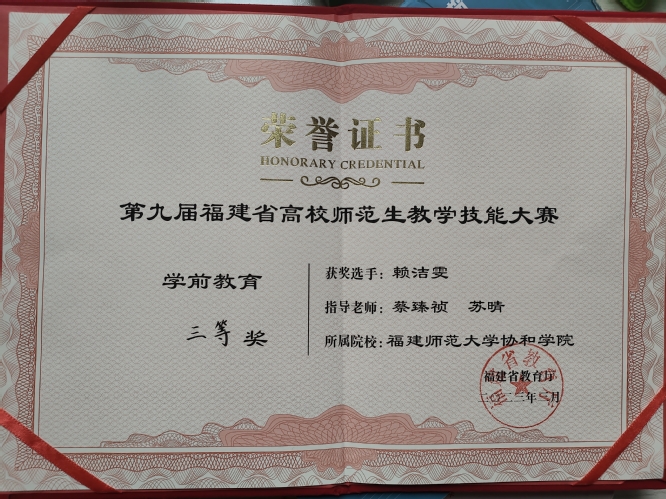 荣誉证书
HONORARY CREDENTIAL
第九届福建省高校师范生教学技能大赛
学前教育
三等奖
获奖选手：赖洁雯
指导老师：蔡臻祯 苏晴
所属院校：福建师范大学协和学院
福建省教育厅